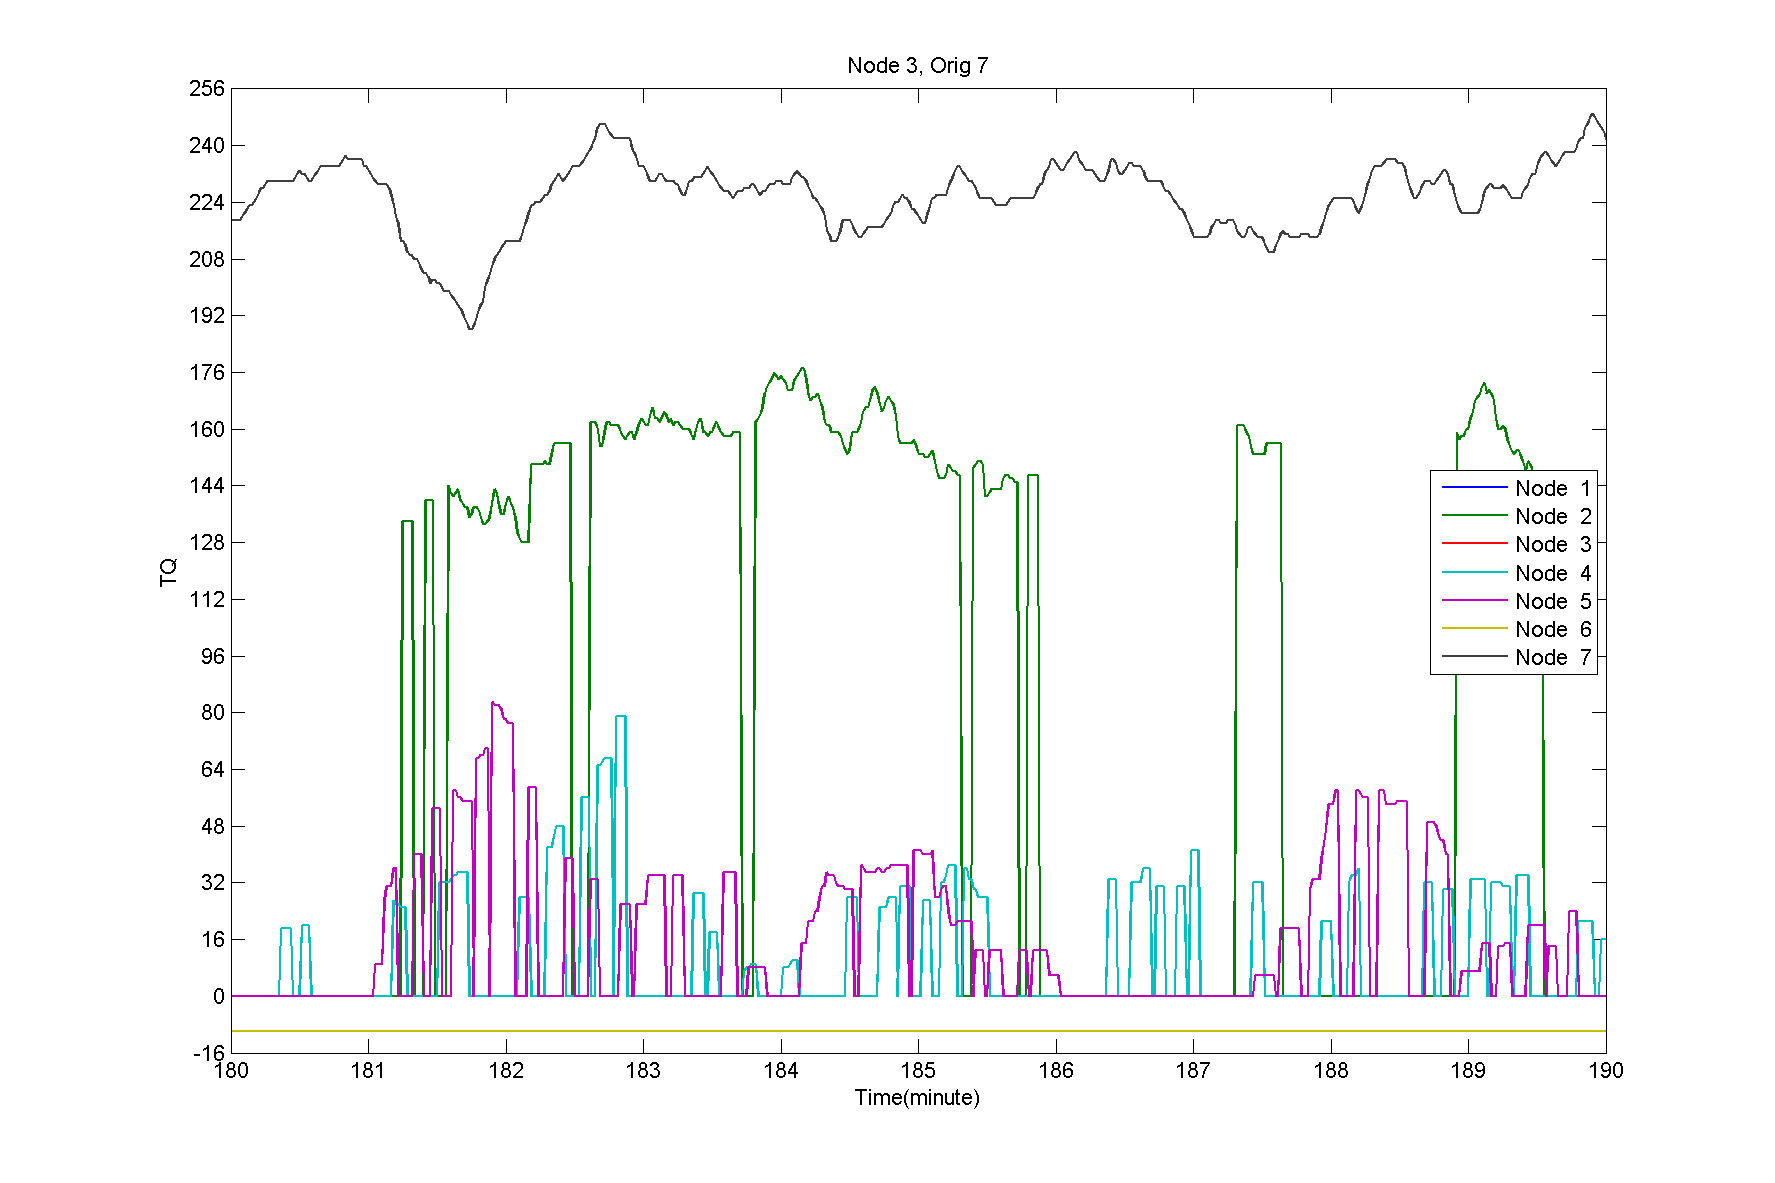 Node 3, Orig 7
256
240
224
208
192
176
160
144
128
112
96
80
64
48
32
16
0
-16
TQ
Node 1
Node 2
Node 3
Node 4
Node 5
Node 6
Node 7
180 181 182 183 184 185 186 187 188 189 190
Time(minute)